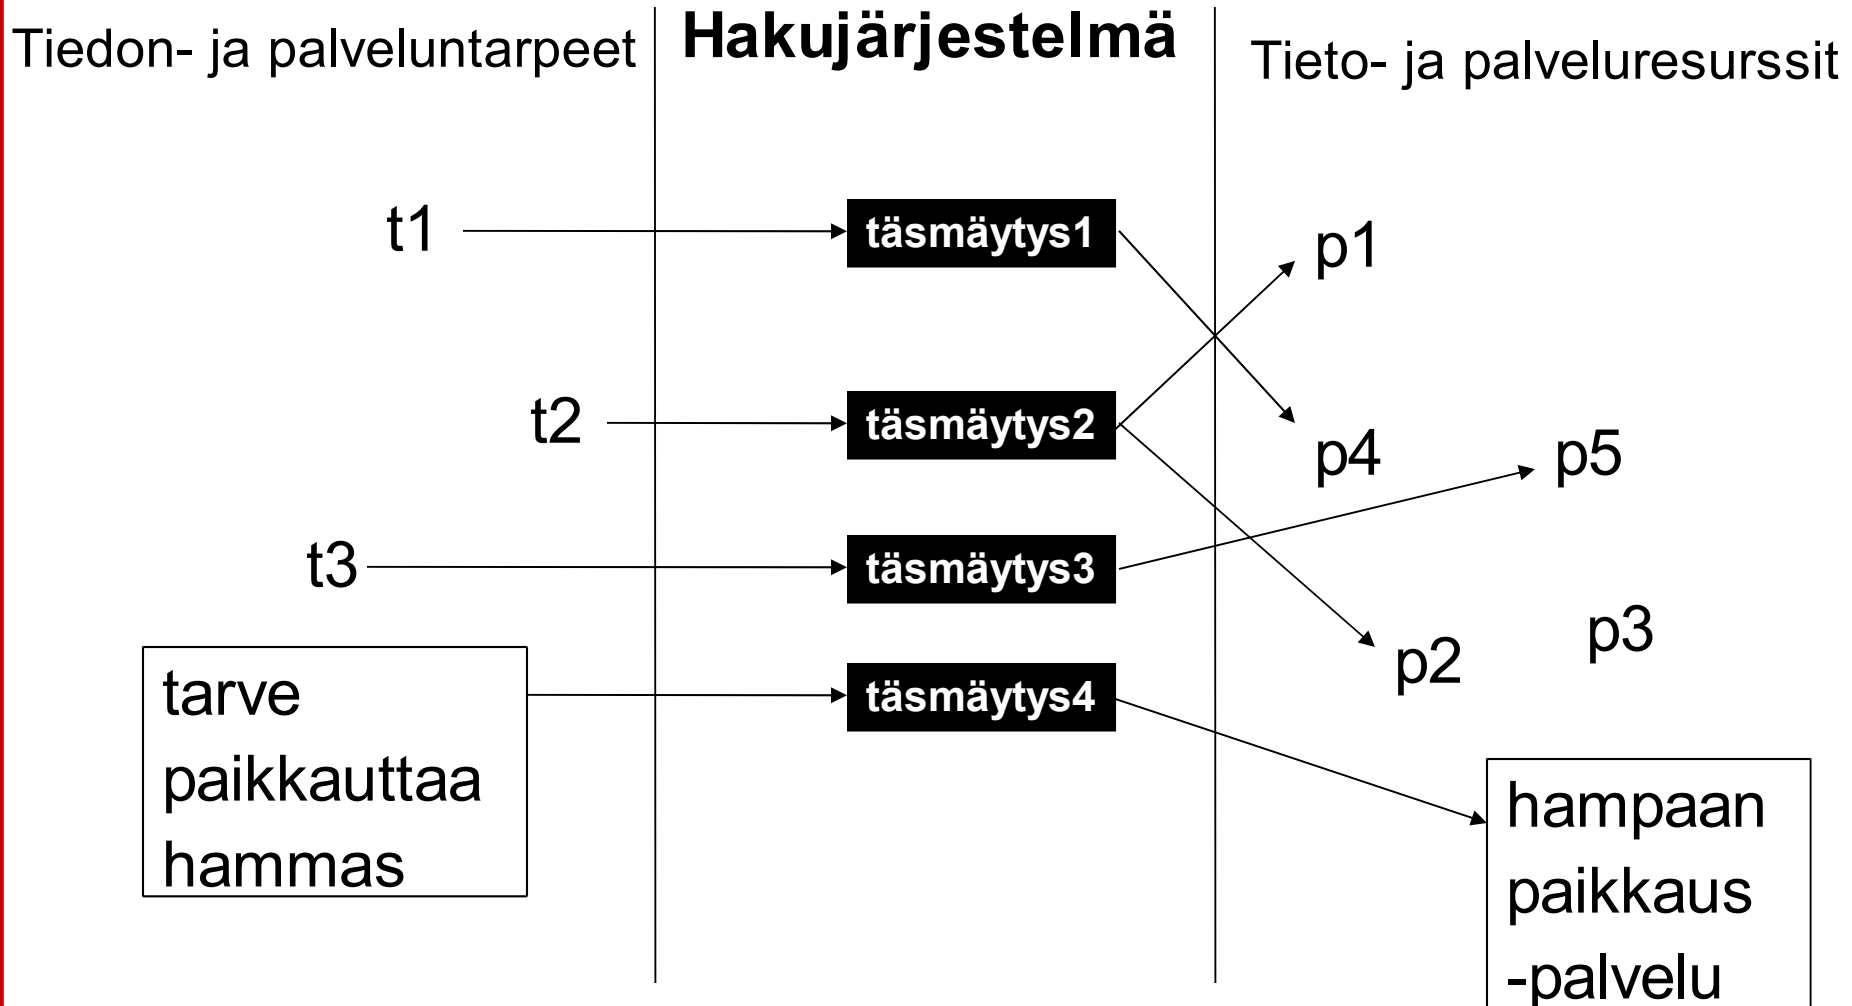 Tiedon- ja palveluntarpeet
Hakujärjestelmä
Tieto- ja palveluresurssit
t1
täsmäytys1
p1
t2
täsmäytys2
p4
p5
t3
täsmäytys3
p2
p3
tarve
paikkauttaa
hammas
täsmäytys4
hampaan
paikkaus
-palvelu